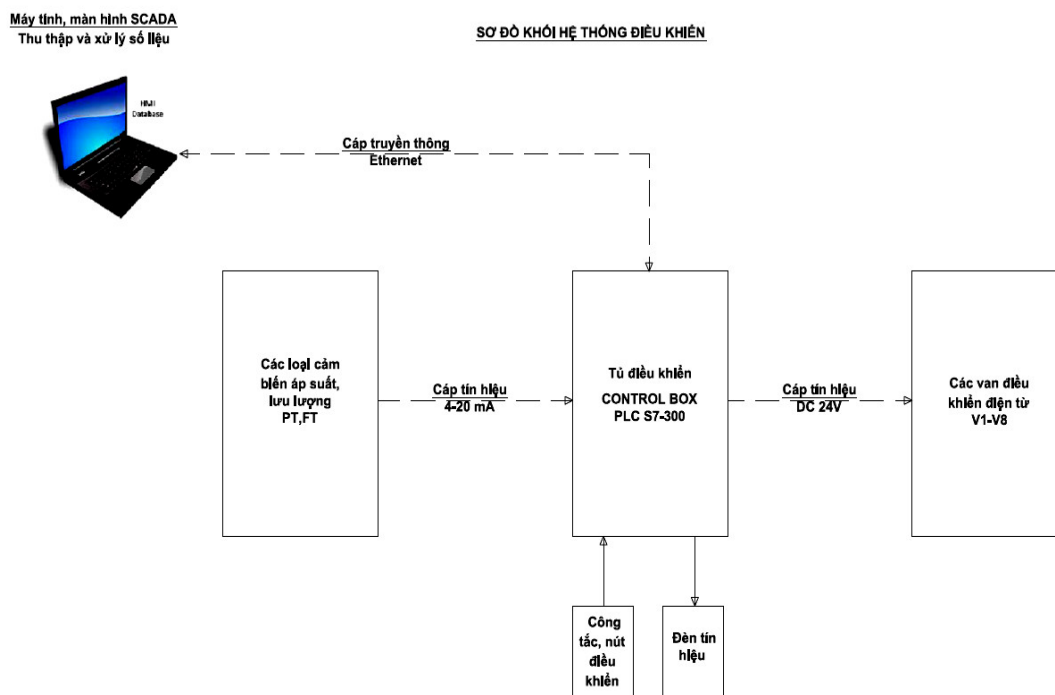 Máy tính, màn hình SCADA
Thu thập và xử lý số liệu
SƠ ĐỒ KHỐI HỆ THỐNG ĐIỀU KHIỂN
HMI
Database
Cáp truyền thông
Ethernet
Các loại cảm
biến áp suất,
lưu lượng
PT,FT
Cáp tín hiệu
4-20 mA
Tủ điều khiển
CONTROL BOX
PLC S7-300
Cáp tín hiệu
DC 24V
Các van điều
khiển điện từ
V1-V8
Công
tắc, nút
điều
khiển
Đèn tín
hiệu